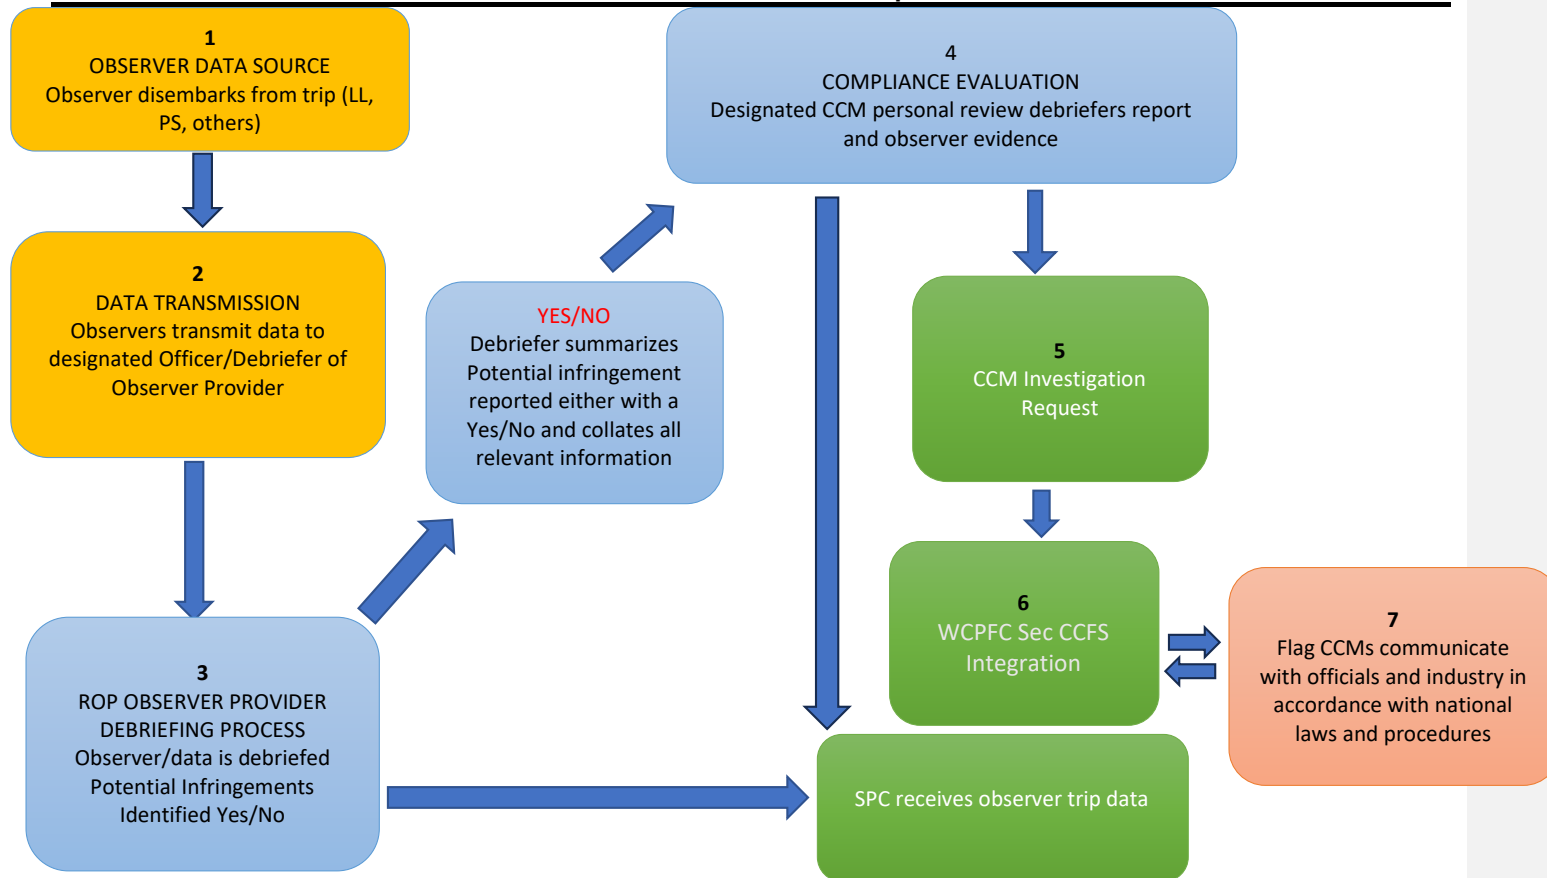 1
OBSERVER DATA SOURCE
Observer disembarks from trip (LL,
PS, others)
2
DATA TRANSMISSION
Observers transmit data to
designated Officer/Debriefer of
Observer Provider
3
ROP OBSERVER PROVIDER
DEBRIEFING PROCESS
Observer/data is debriefed
Potential Infringements
Identified Yes/No
YES/NO
Debriefer summarizes
Potential infringement
reported either with a
Yes/No and collates all
relevant information
4
COMPLIANCE EVALUATION
Designated CCM personal review debriefers report
and observer evidence
5
CCM Investigation
Request
6
WCPFC Sec CCFS
Integration
7
Flag CCMs communicate
with officials and industry in
accordance with national
laws and procedures
SPC receives observer trip data